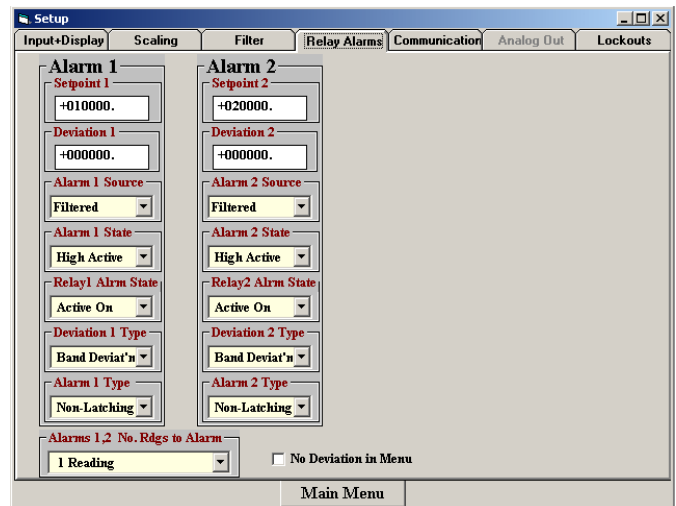 Setup
Input+Display Scaling Filter Relay Alarms Communication Analog Out Lockouts
Alarm 1 Alarm 2
Setpoint 1 Setpoint 2
+010000. +020000.
Deviation 1 Deviation 2
+000000. +000000.
Alarm 1 Source Alarm 2 Source
Filtered Filtered
Alarm 1 State Alarm 2 State
High Active High Active
Relay1 Alrm State Relay2 Alrm State
Active On Active On
Deviation 1 Type Deviation 2 Type
Band Deviat'n Band Deviat'n
Alarm 1 Type Alarm 2 Type
Non-Latching Non-Latching
Alarms 1,2 No. Rdgs to Alarm
1 Reading No Deviation in Menu
Main Menu